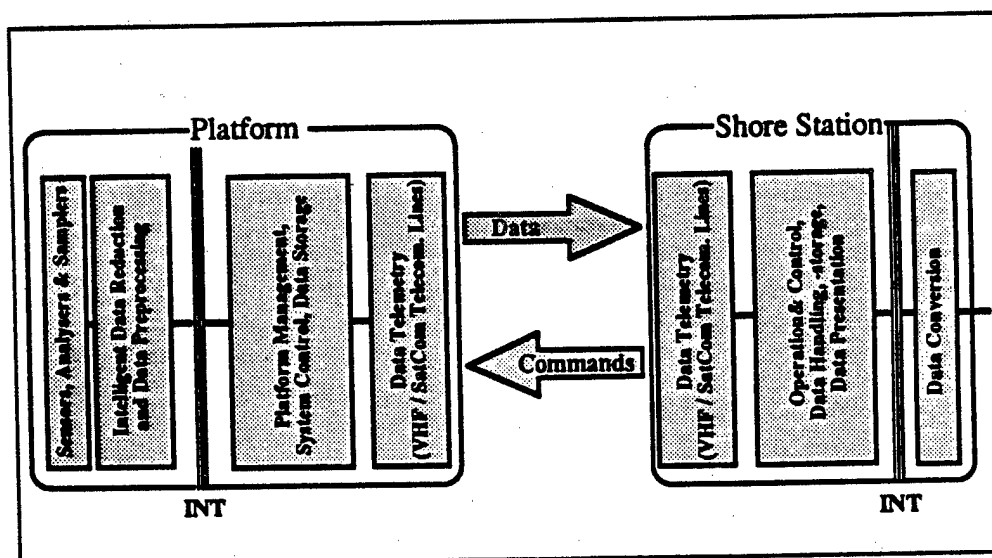 Platform
Sensors, Analysers & Samplers
Intelligent Data Reduction
and Data Preprocessing
Platform Management,
System Control, Data Storage
Data Telemetry
(VHF / SatCom Telecom. Lines)
INT
Data
Commands
Shore Station
Data Telemetry
(VHF / SatCom Telecom. Lines)
Operation& Control,
Data Handling, -storage,
Data Presentation
Data Conversion
INT